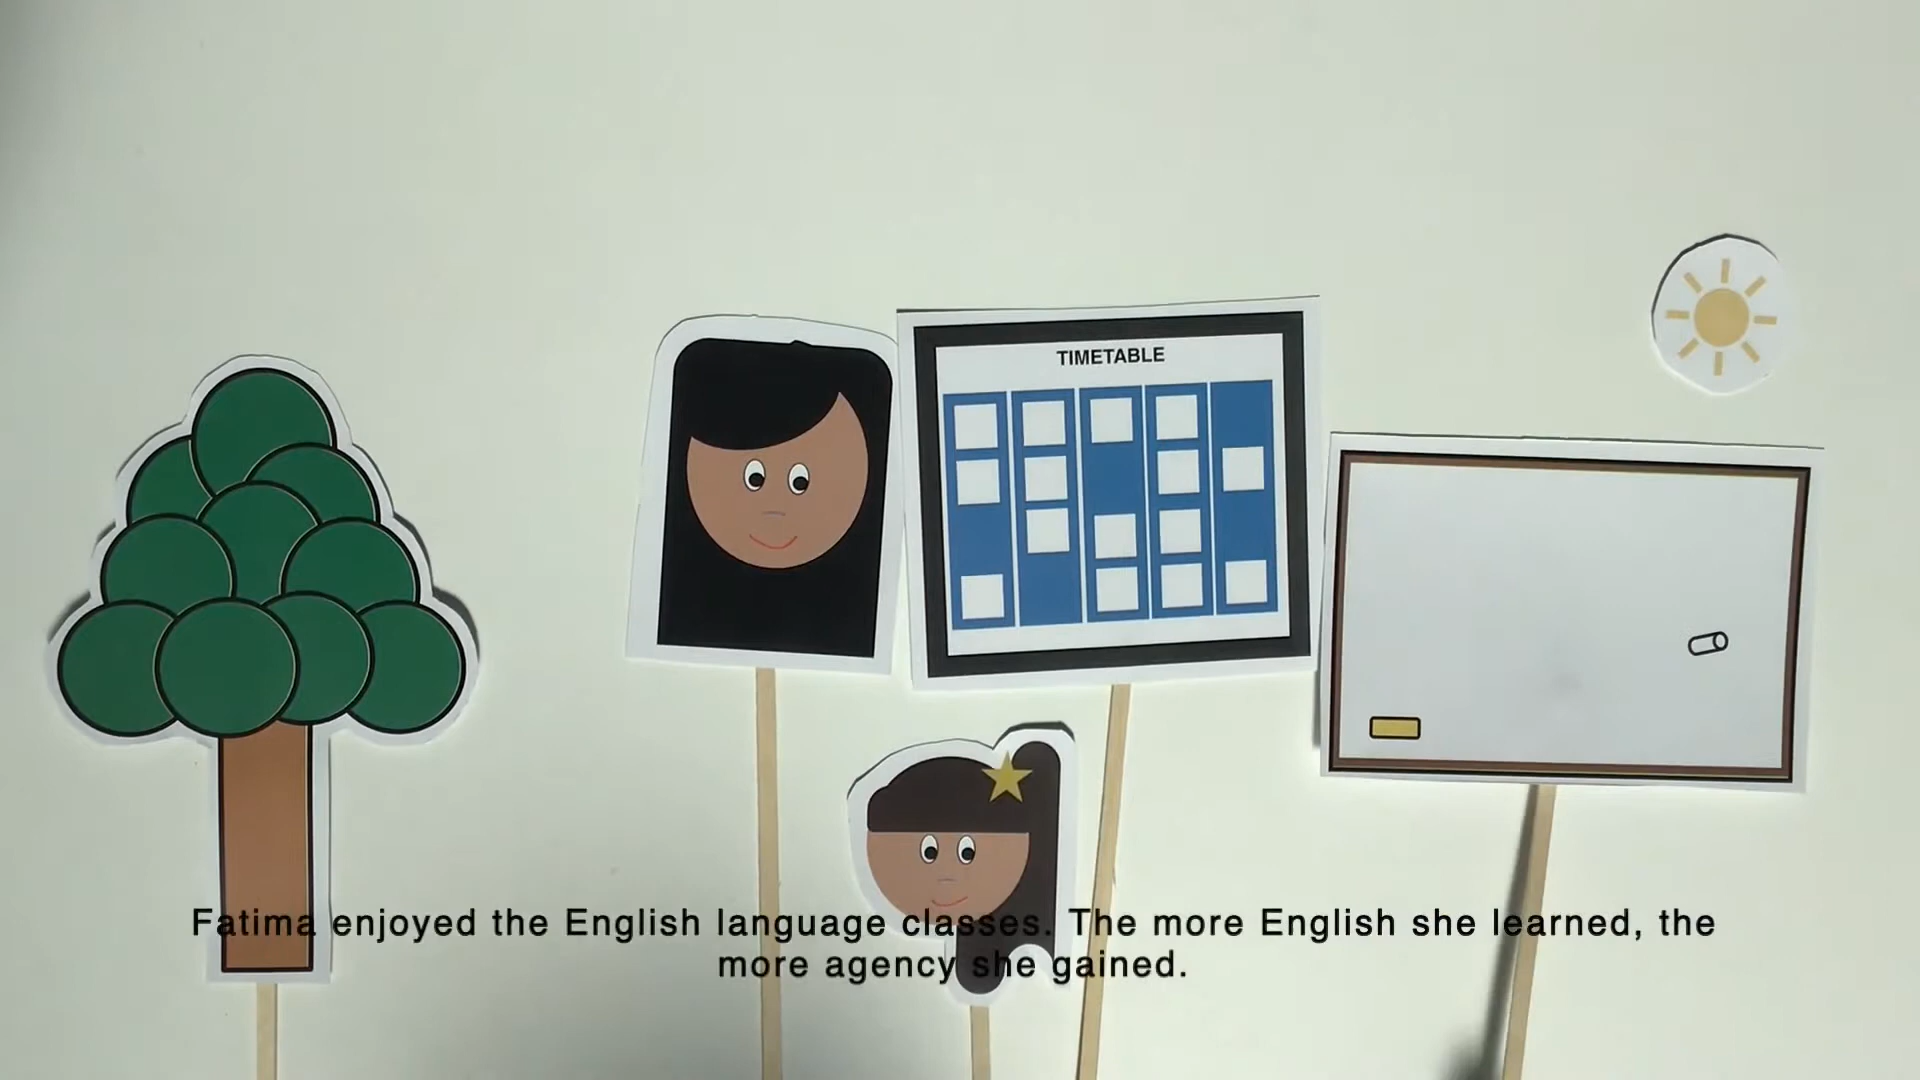 TIMETABLE
Fatima enjoyed the English language classes. The more English she learned, the
more agency she gained.